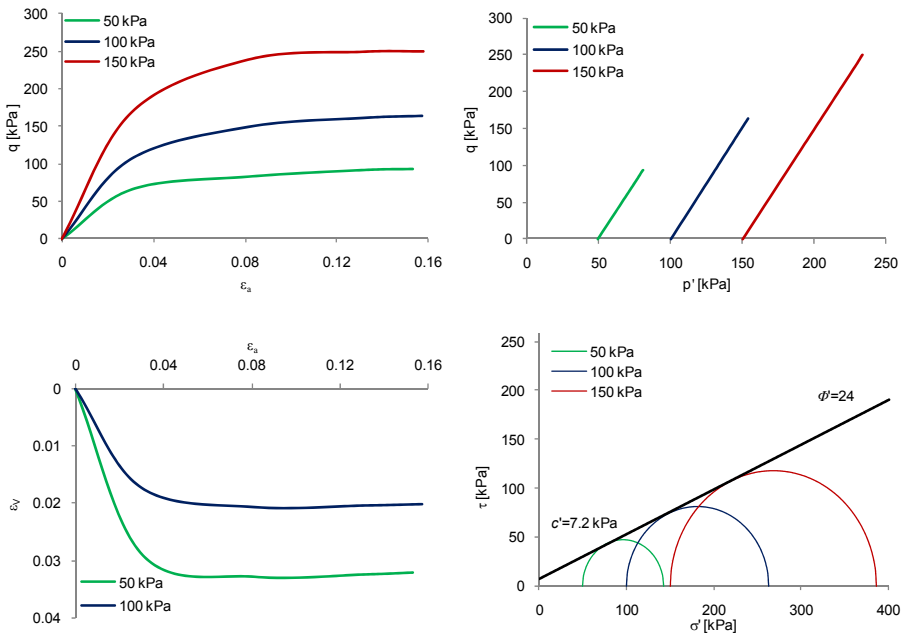 300
250
200
150
100
50
0
q [kPa]
50 kPa
100 kPa
150 kPa
0
0.04
0.08
0.12
0.16
εa
300
250
200
150
100
50
0
q [kPa]
50 kPa
100 kPa
150 kPa
0
50
100
150
200
250
p' [kPa]
εa
0
0.04
0.08
0.12
0.16
0
0.01
0.02
0.03
0.04
εv
50 kPa
100 kPa
250
200
150
100
50
0
τ [kPa]
50 kPa
100 kPa
150 kPa
Φ'=24
c'=7.2 kPa
0
100
200
300
400
σ' [kPa]